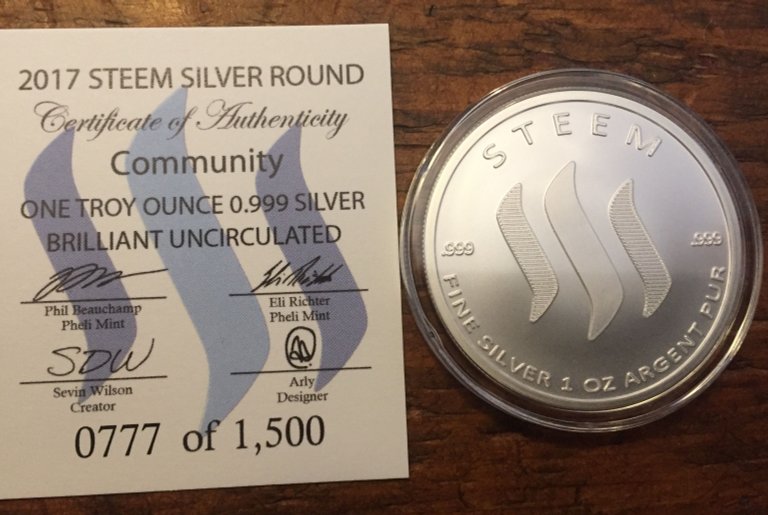 2017 STEEM SILVER ROUND
Certificate of Authenticity
Community
ONE TROY OUNCE 0.999 SILVER
BRILLIANT UNCIRCULATED
Phil Beauchamp
Pheli Mint
Eli Richter
Pheli Mint
SDW
Sevin Wilson
Creator
Arly
Designer
0777 of 1,500
STEEM
.999
.999
FINE SILVER 1 OZ ARGENT PUR